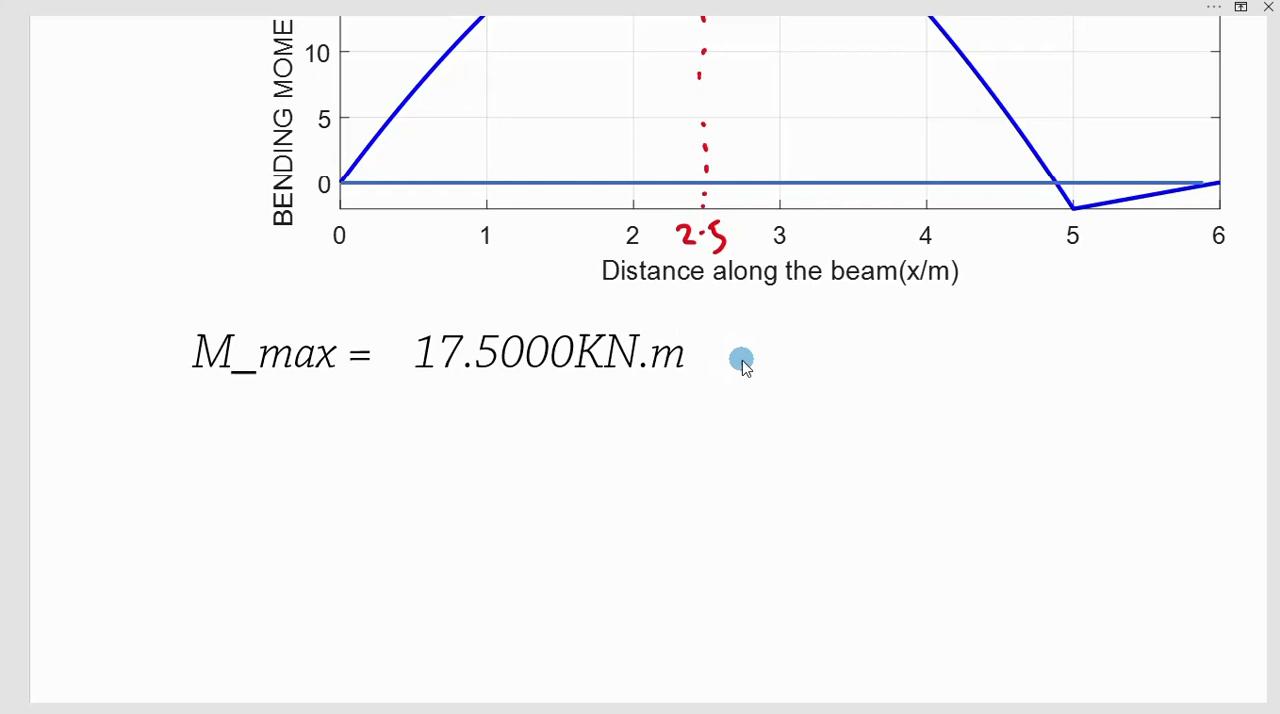 BENDING MOME
10
5
0
0 1 2 2.5 3 4 5 6
Distance along the beam(x/m)
M_max = 17.5000KN.m